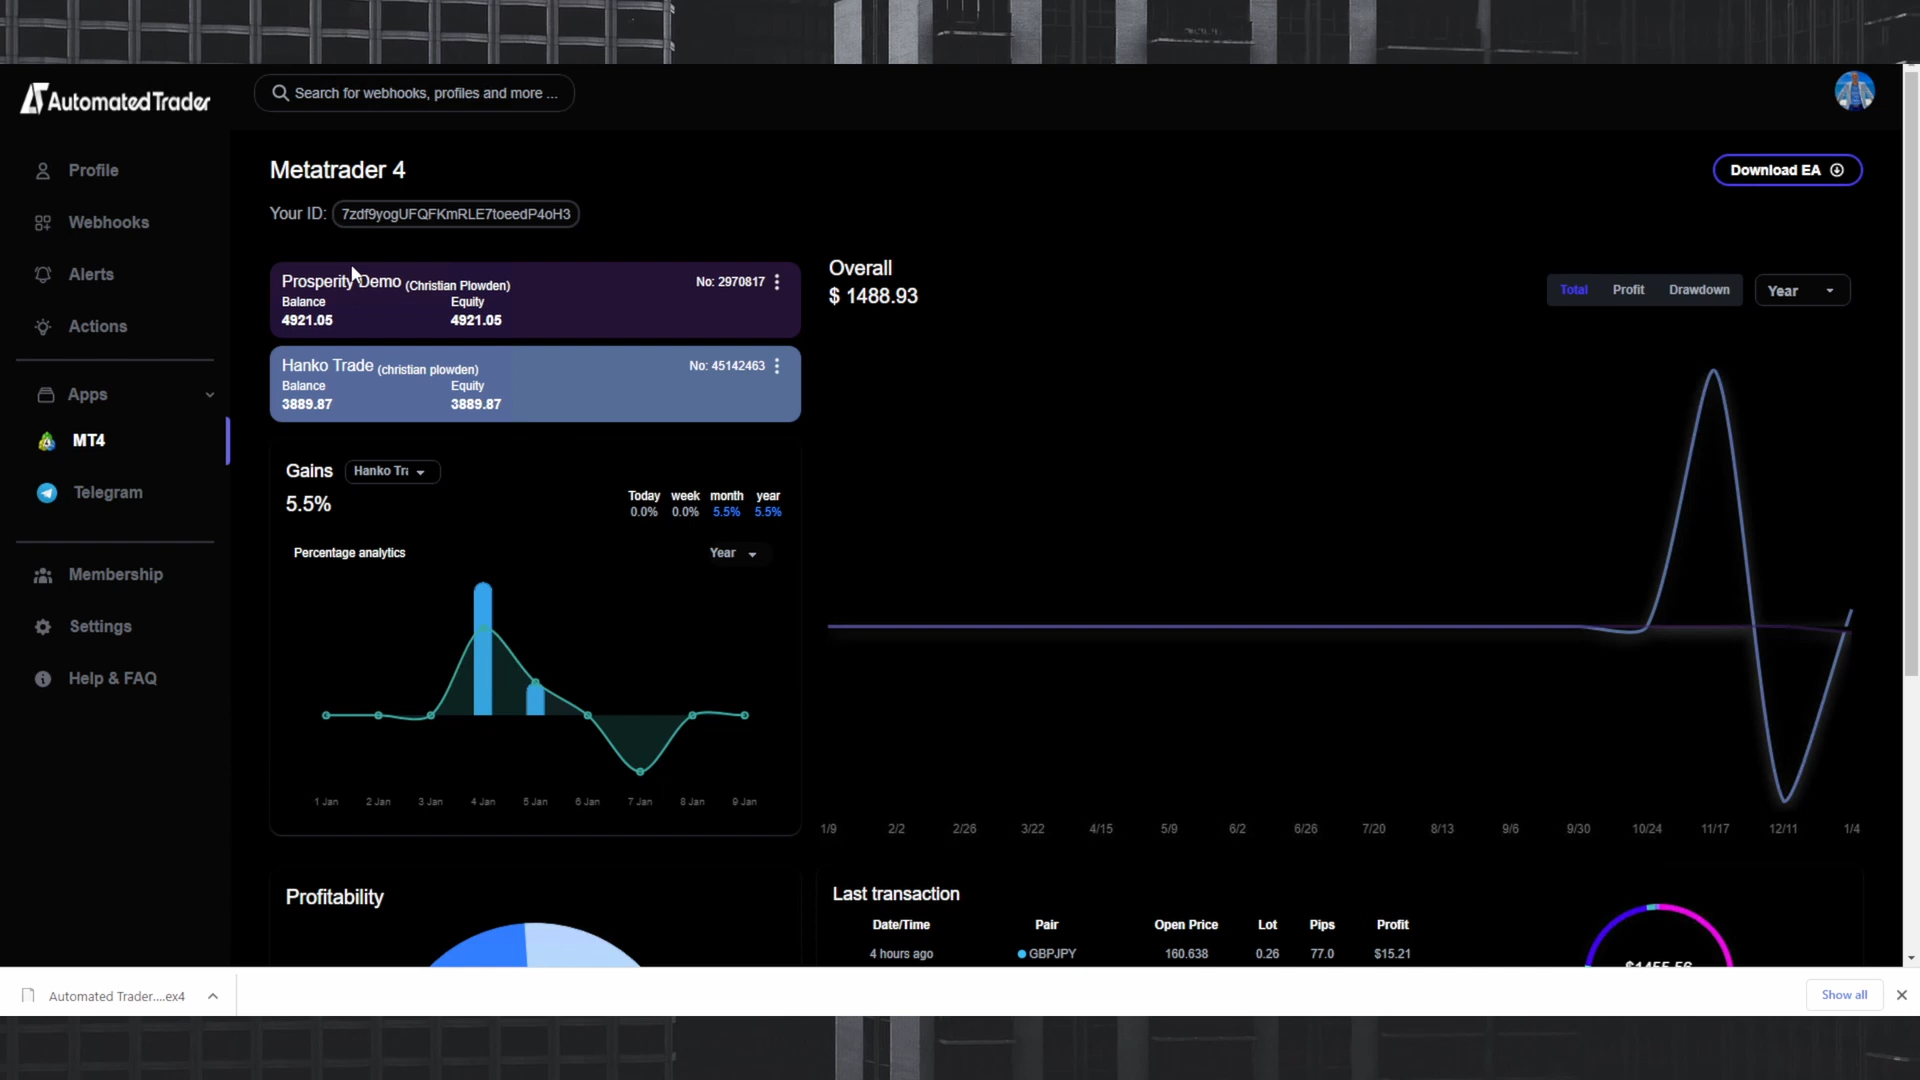 AutomatedTrader
Search for webhooks, profiles and more ...
Profile
Webhooks
Alerts
Actions
Apps
MT4
Telegram
Membership
Settings
Help & FAQ
Metatrader 4
Download EA
Your ID: 7zdf9yogUFQFKmRLE7toeedP4oH3
Prosperity Demo (Christian Plowden) No: 2970817
Balance Equity
4921.05 4921.05
Hanko Trade (christian plowden) No: 45142463
Balance Equity
3889.87 3889.87
Gains Hanko Tr
5.5%
Today week month year
0.0% 0.0% 5.5% 5.5%
Percentage analytics Year
1 Jan 2 Jan 3 Jan 4 Jan 5 Jan 6 Jan 7 Jan 8 Jan 9 Jan
Overall
$ 1488.93
Total Profit Drawdown Year
1/9 2/2 2/26 3/22 4/15 5/9 6/2 6/26 7/20 8/13 9/6 9/30 10/24 11/17 12/11 1/4
Profitability
Last transaction
Date/Time Pair Open Price Lot Pips Profit
4 hours ago GBPJPY 160.638 0.26 77.0 $15.21
Automated Trader....ex4
Show all